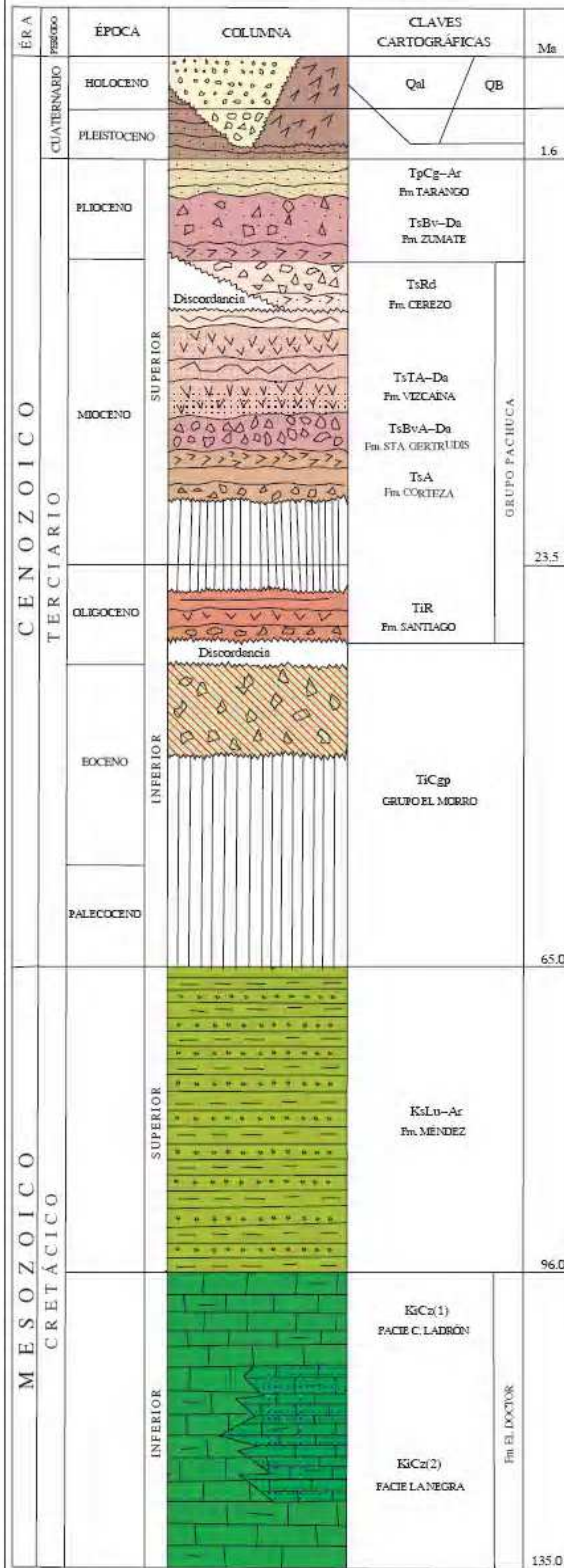 ÉRA
PERÍODO
ÉPOCA
COLUMNA
CLAVES
CARTOGRÁFICAS
Ma
CENOZOICO
CUATERNARIO
HOLOCENO
Qal
QB
PLEISTOCENO
1.6
TERCIARIO
SUPERIOR
PLIOCENO
TpCg-Ar
Fm TARANGO
TsBv-Da
Fm. ZUMATE
MIOCENO
Discordancia
TsRd
Fm. CEREZO
GRUPO PACHUCA
TsTA-Da
Fm. VIZCAINA
TsBvA-Da
Fm. STA GERTRUDIS
TsA
Fm. CORTEZA
23.5
INFERIOR
OLIGOCENO
TiR
Fm. SANTIAGO
Discordancia
EOCENO
TiCgp
GRUPO EL MORRO
PALECOCENO
65.0
MESOZOICO
CRETÁCICO
SUPERIOR
KsLu-Ar
Fm. MÉNDEZ
96.0
INFERIOR
KiCz(1)
FACIE C. LADRÓN
KiCz(2)
FACIE LA NEGRA
Fm EL DOCTOR
135.0